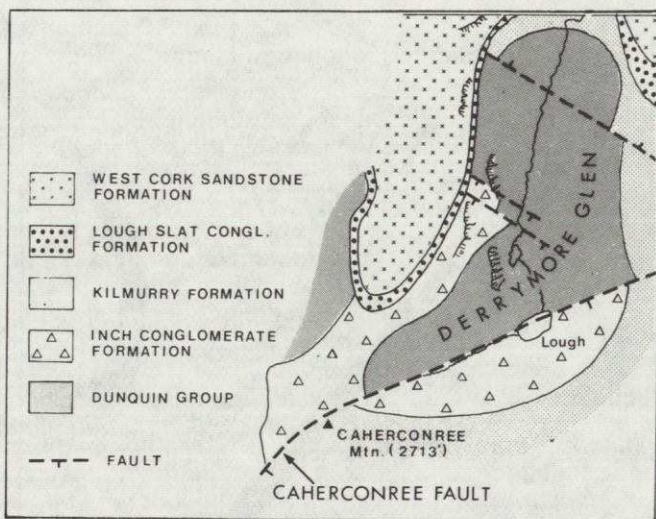 WEST CORK SANDSTONE
FORMATION
LOUGH SLAT CONGL.
FORMATION
KILMURRY FORMATION
INCH CONGLOMERATE
FORMATION
DUNQUIN GROUP
FAULT
DERRYMORE GLEN
Lough
CAHERCONREE
Mtn. (2713')
CAHERCONREE FAULT